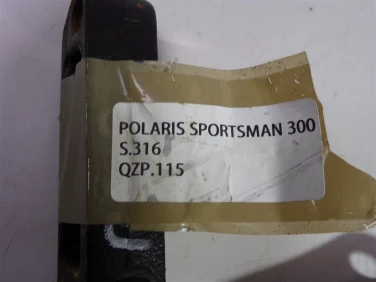 POLARIS SPORTSMAN 300
S.316
QZP.115